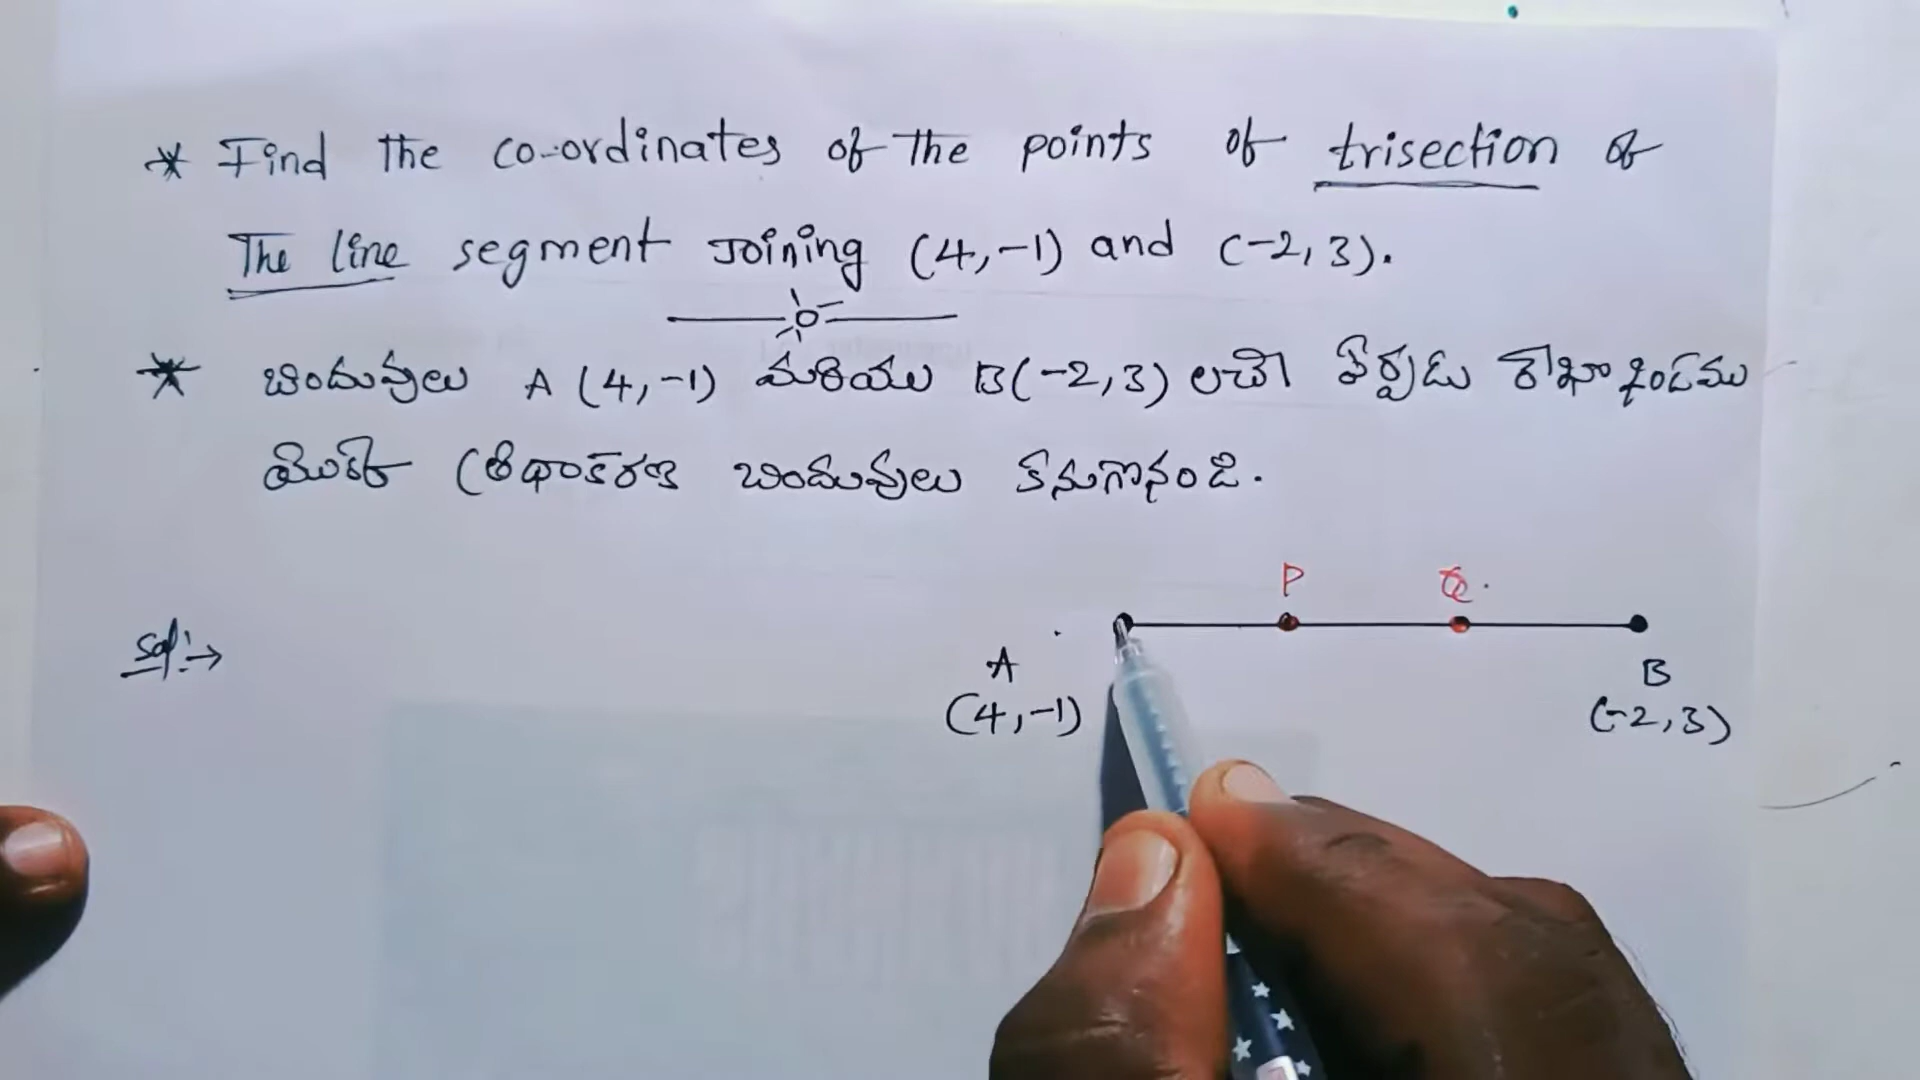 * Find the co-ordinates of the points of trisection of
The line segment Joining (4,-1) and (-2,3).
* బిందువులు A (4,-1) మరియు B(-2,3) లచే ఏర్పడు రేఖాఖండము
యొక్క త్రిథాకరణ బిందువులు కనుగొనండి.
P Q
Sol:→
A B
(4,-1) (-2,3)